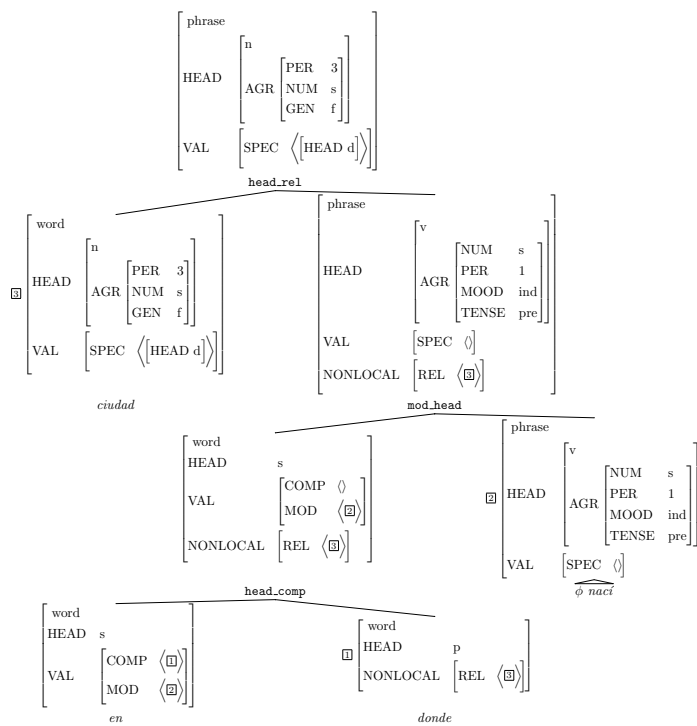 phrase
n
HEAD
PER 3
AGR NUM s
GEN f
VAL [SPEC ⟨[HEAD d]⟩]
head_rel
word
n
PER 3
3 HEAD
AGR NUM s
GEN f
VAL [SPEC ⟨[HEAD d]⟩]
ciudad
phrase
v
NUM s
HEAD
PER 1
AGR
MOOD ind
TENSE pre
VAL [SPEC ⟨⟩]
NONLOCAL [REL ⟨3⟩]
mod_head
word
HEAD s
COMP ⟨⟩
VAL
MOD ⟨2⟩
NONLOCAL [REL ⟨3⟩]
head_comp
phrase
v
NUM s
2 HEAD
PER 1
AGR
MOOD ind
TENSE pre
VAL [SPEC ⟨⟩]
ϕ nací
word
HEAD s
COMP ⟨1⟩
VAL
MOD ⟨2⟩
en
word
1 HEAD p
NONLOCAL [REL ⟨3⟩]
donde